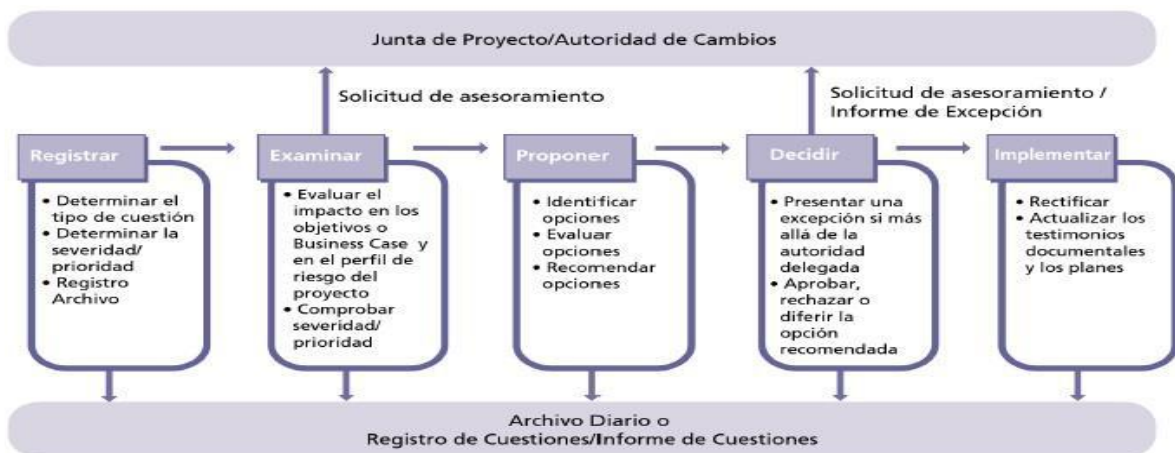 Junta de Proyecto/Autoridad de Cambios
Solicitud de asesoramiento
Solicitud de asesoramiento /
Informe de Excepción
Registrar
• Determinar el
tipo de cuestión
• Determinar la
severidad/
prioridad
• Registro
Archivo
Examinar
• Evaluar el
impacto en los
objetivos o
Business Case y
en el perfil de
riesgo del
proyecto
• Comprobar
severidad/
prioridad
Proponer
• Identificar
opciones
• Evaluar
opciones
• Recomendar
opciones
Decidir
• Presentar una
excepción si más
allá de la
autoridad
delegada
• Aprobar,
rechazar o
diferir la
opción
recomendada
Implementar
• Rectificar
• Actualizar los
testimonios
documentales
y los planes
Archivo Diario o
Registro de Cuestiones/Informe de Cuestiones